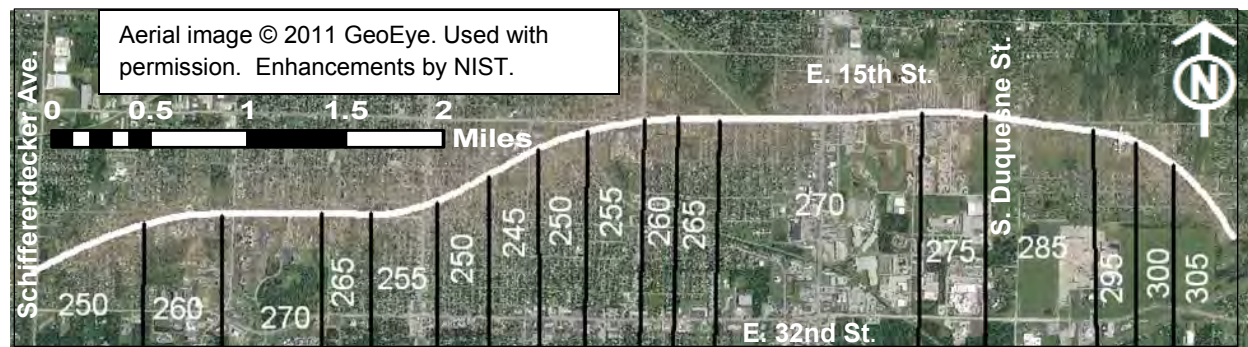 Aerial image © 2011 GeoEye. Used with
permission. Enhancements by NIST.
N
E. 15th St.
S. Duquesne St.
Schiffererdecker Ave.
0 0.5 1 1.5 2
Miles
250
260
270
265
255
250
245
250
255
260
265
270
275
285
295
300
305
E. 32nd St.